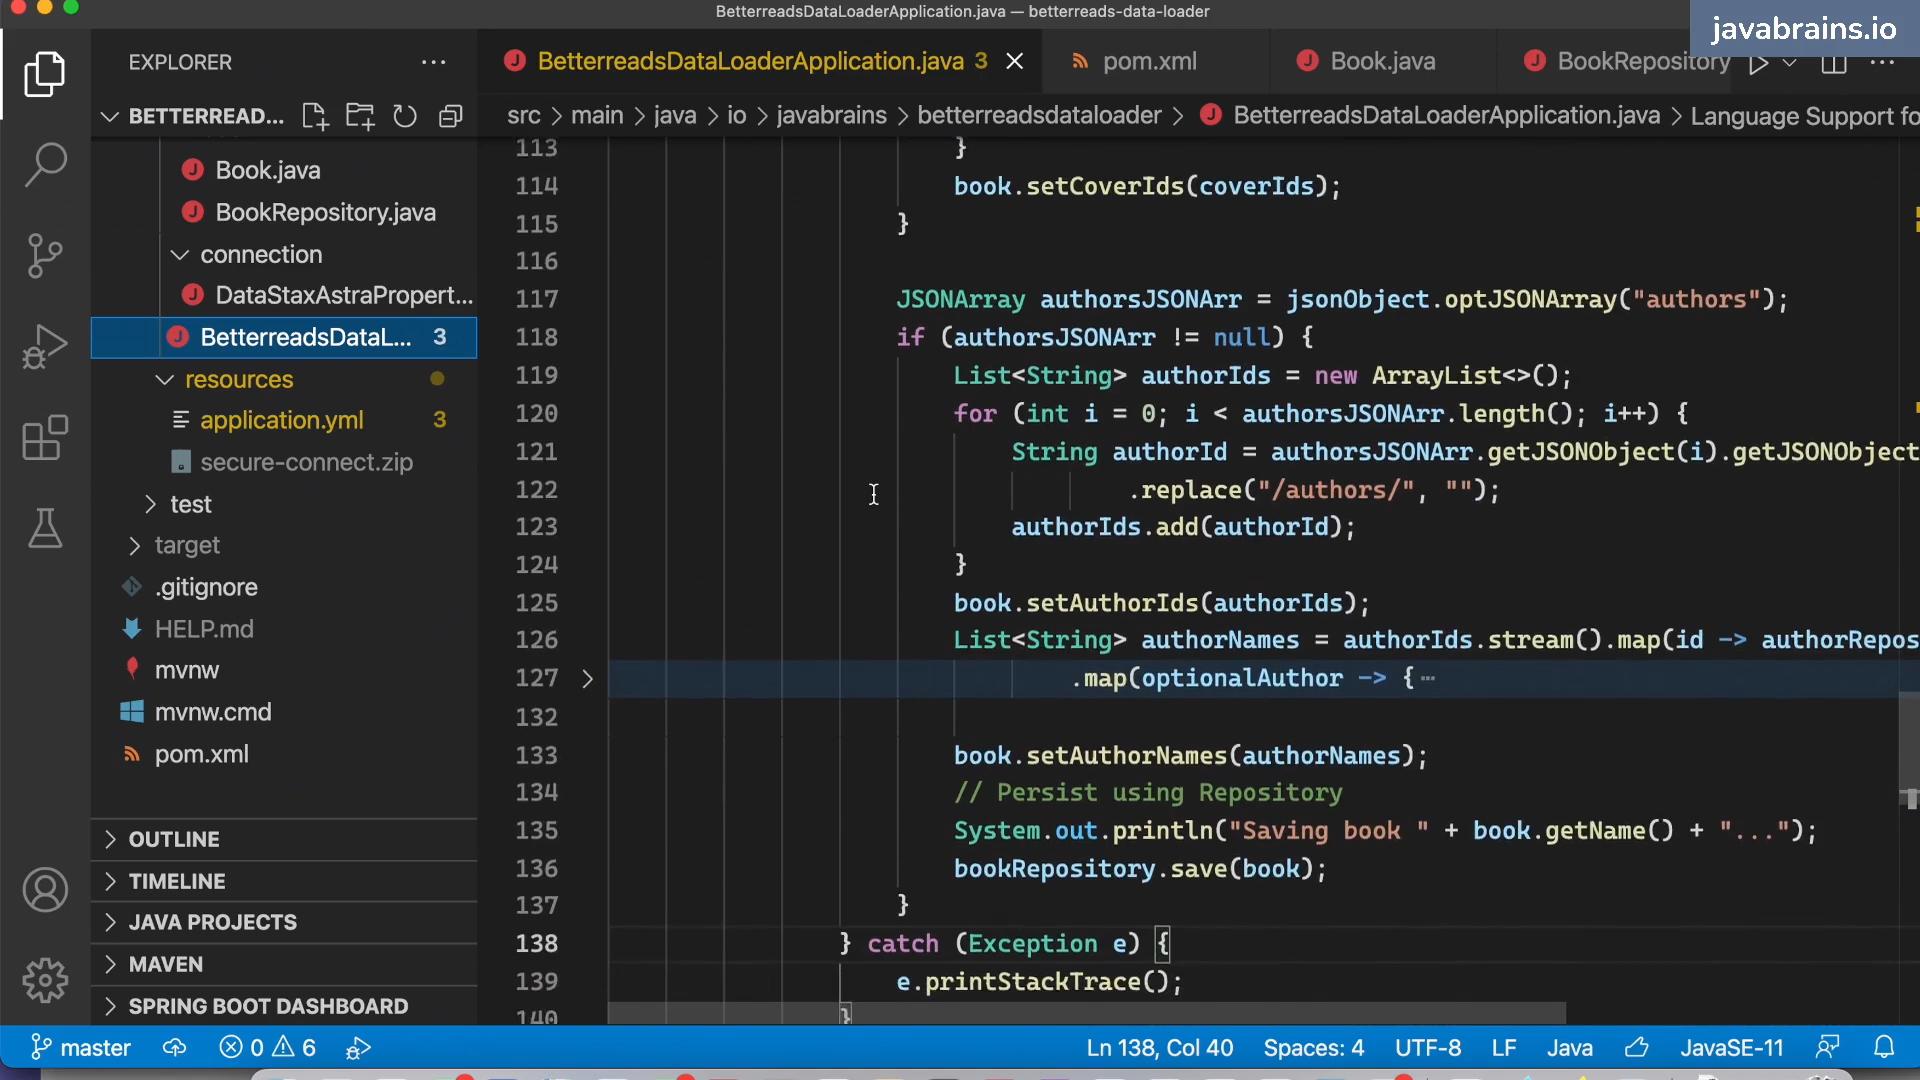 BetterreadsDataLoaderApplication.java — betterreads-data-loader
javabrains.io
EXPLORER
BetterreadsDataLoaderApplication.java 3
pom.xml
Book.java
BookRepository
BETTERREAD...
src > main > java > io > javabrains > betterreadsdataloader > BetterreadsDataLoaderApplication.java > Language Support fo
Book.java
BookRepository.java
connection
DataStaxAstraPropert...
BetterreadsDataL... 3
resources
application.yml 3
secure-connect.zip
test
target
.gitignore
HELP.md
mvnw
mvnw.cmd
pom.xml
OUTLINE
TIMELINE
JAVA PROJECTS
MAVEN
SPRING BOOT DASHBOARD
113 }
114 book.setCoverIds(coverIds);
115 }
116
117 JSONArray authorsJSONArr = jsonObject.optJSONArray("authors");
118 if (authorsJSONArr != null) {
119 List<String> authorIds = new ArrayList<>();
120 for (int i = 0; i < authorsJSONArr.length(); i++) {
121 String authorId = authorsJSONArr.getJSONObject(i).getJSONObject
122 .replace("/authors/", "");
123 authorIds.add(authorId);
124 }
125 book.setAuthorIds(authorIds);
126 List<String> authorNames = authorIds.stream().map(id -> authorRepos
127 .map(optionalAuthor -> { ···
132
133 book.setAuthorNames(authorNames);
134 // Persist using Repository
135 System.out.println("Saving book " + book.getName() + "...");
136 bookRepository.save(book);
137 }
138 } catch (Exception e) {
139 e.printStackTrace();
140 }
master
0 6
Ln 138, Col 40
Spaces: 4
UTF-8
LF
Java
JavaSE-11